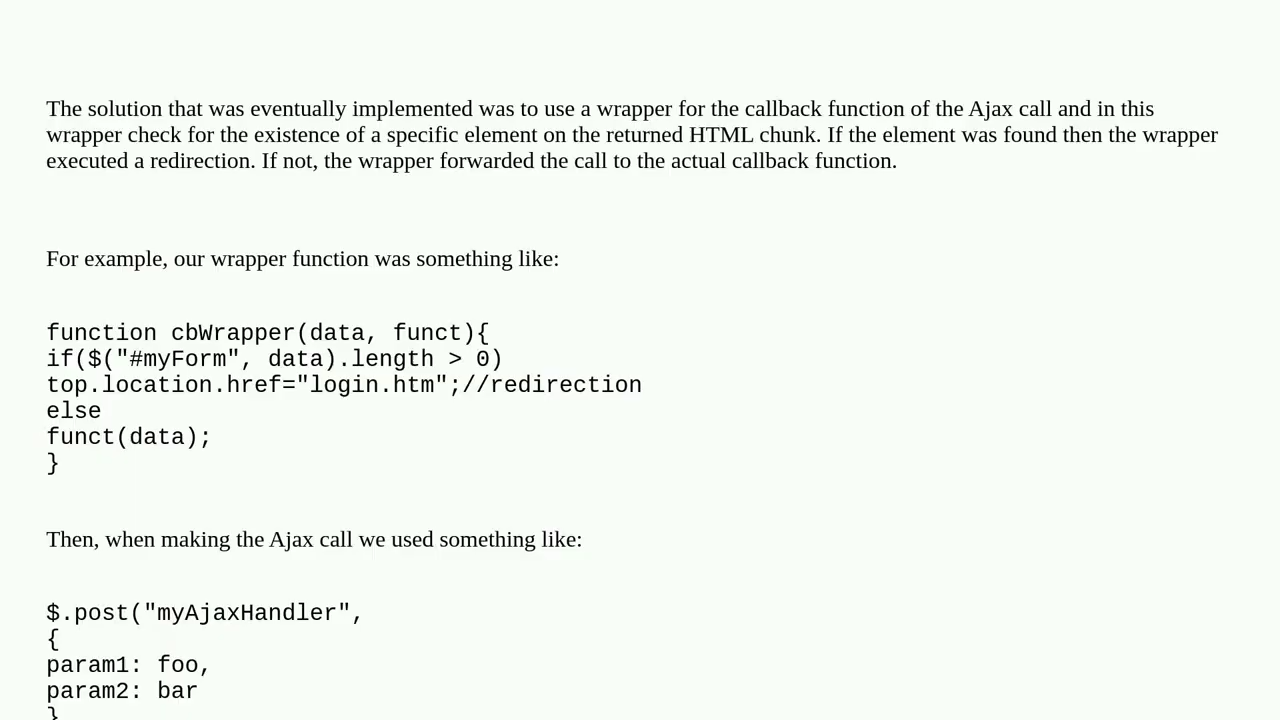 The solution that was eventually implemented was to use a wrapper for the callback function of the Ajax call and in this
wrapper check for the existence of a specific element on the returned HTML chunk. If the element was found then the wrapper
executed a redirection. If not, the wrapper forwarded the call to the actual callback function.
For example, our wrapper function was something like:
function cbWrapper(data, funct){
if($("#myForm", data).length > 0)
top.location.href="login.htm";//redirection
else
funct(data);
}
Then, when making the Ajax call we used something like:
$.post("myAjaxHandler",
{
param1: foo,
param2: bar
}